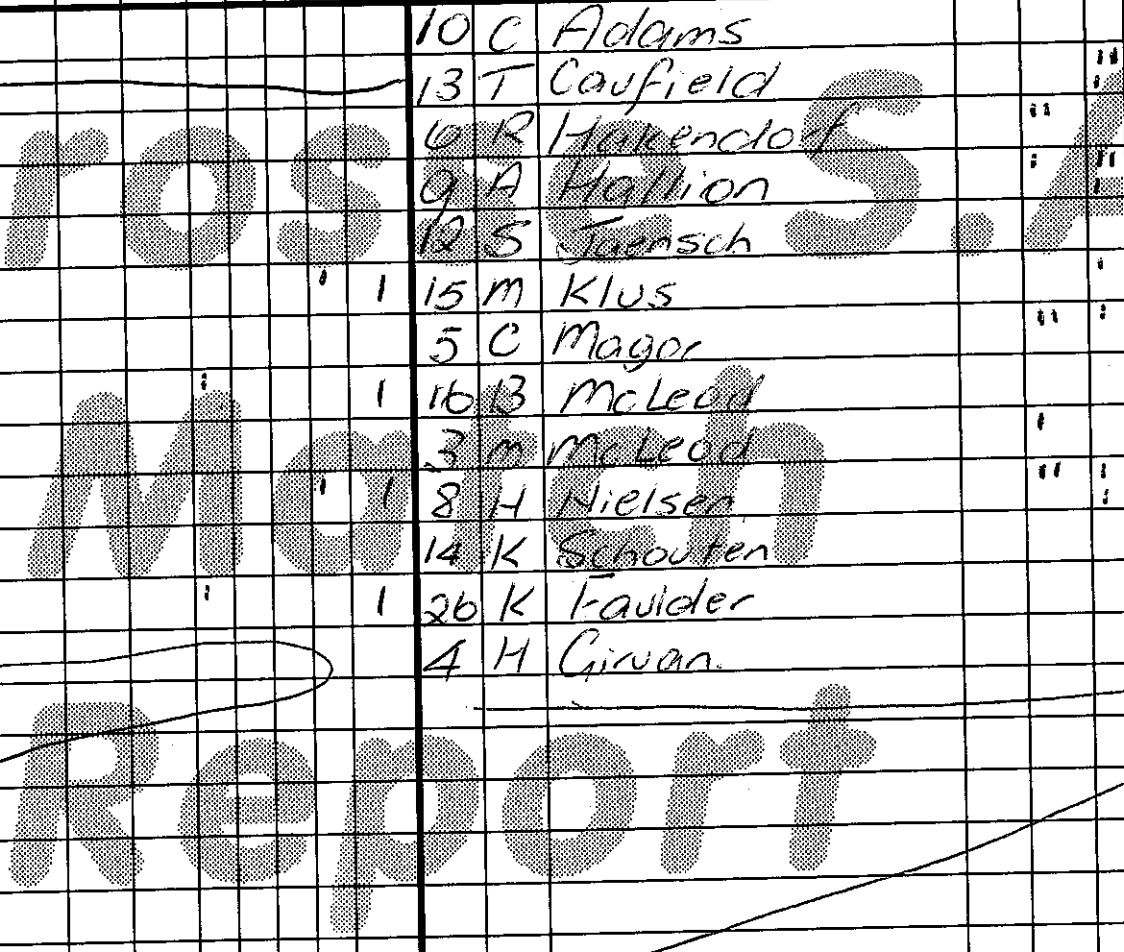 10 C Adams
13 T Caufield
6 R Hakendorf
9 A Hallion
12 S Jaensch
1 15 M Klus
5 C Magor
1 16 B McLeod
3 M McLeod
1 8 H Nielsen
14 K Schouten
1 26 K Faulder
4 H Girvan.
rosse S.A
Match
Report